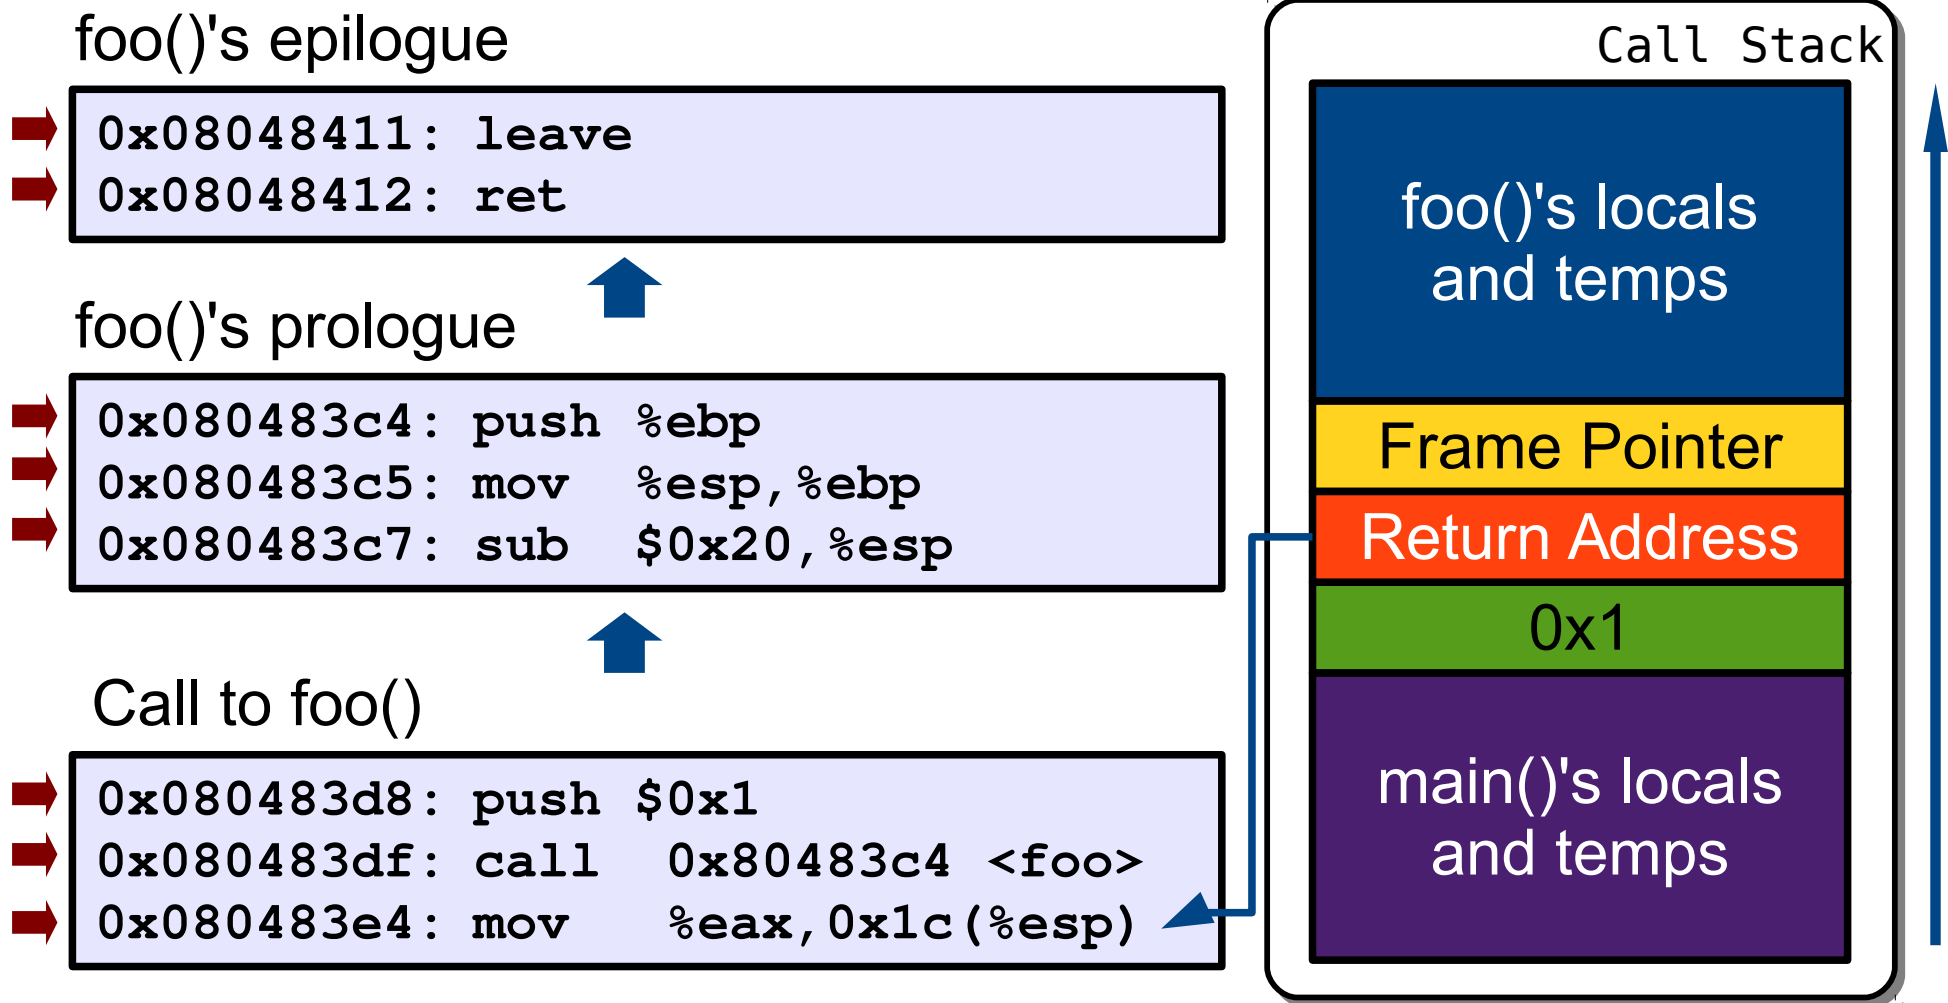 foo()'s epilogue
0x08048411: leave
0x08048412: ret
foo()'s prologue
0x080483c4: push %ebp
0x080483c5: mov %esp,%ebp
0x080483c7: sub $0x20,%esp
Call to foo()
0x080483d8: push $0x1
0x080483df: call 0x80483c4 <foo>
0x080483e4: mov %eax,0x1c(%esp)
Call Stack
foo()'s locals
and temps
Frame Pointer
Return Address
0x1
main()'s locals
and temps